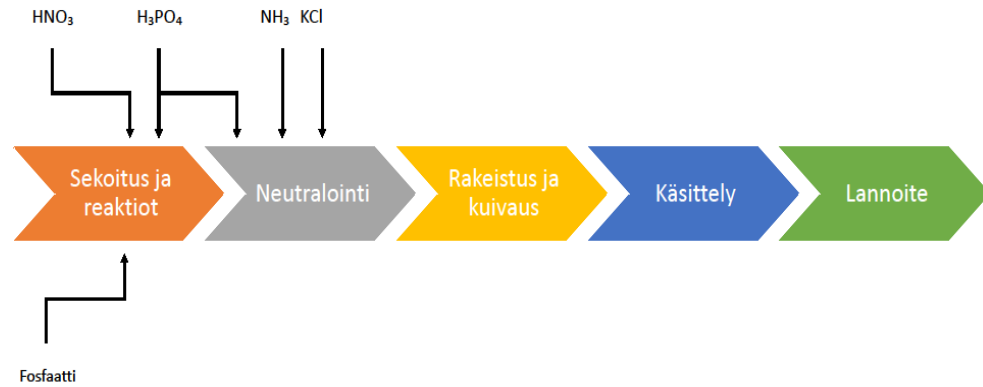 HNO₃ H₃PO₄ NH₃ KCl
Sekoitus ja
reaktiot
Neutralointi
Rakeistus ja
kuivaus
Käsittely
Lannoite
Fosfaatti